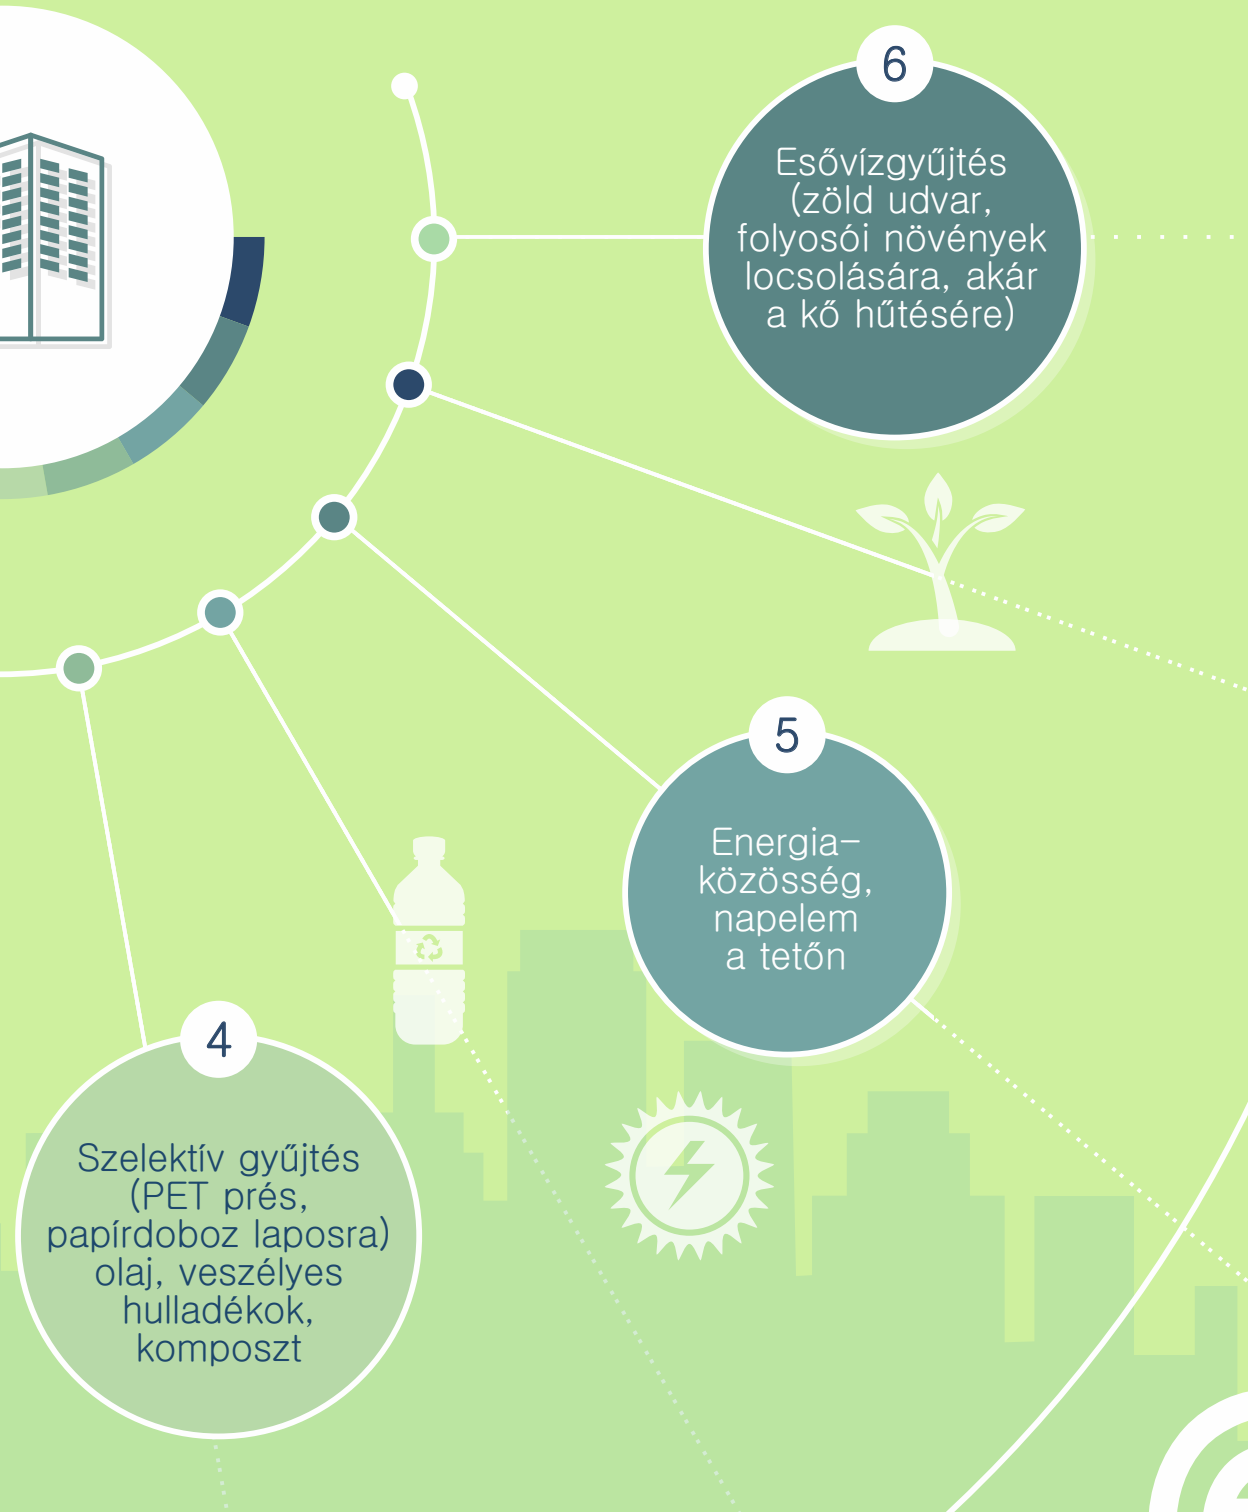 6
Esővízgyűjtés
(zöld udvar,
folyosói növények
locsolására, akár
a kő hűtésére)
5
Energia-
közösség,
napelem
a tetőn
4
Szelektív gyűjtés
(PET prés,
papírdoboz laposra)
olaj, veszélyes
hulladékok,
komposzt